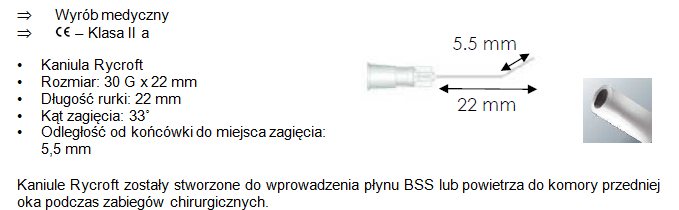 ⇒ Wyrób medyczny
⇒ CE – Klasa II a
• Kaniula Rycroft
• Rozmiar: 30 G x 22 mm
• Długość rurki: 22 mm
• Kąt zagięcia: 33˚
• Odległość od końcówki do miejsca zagięcia:
5,5 mm
5.5 mm
22 mm
Kaniule Rycroft zostały stworzone do wprowadzenia płynu BSS lub powietrza do komory przedniej
oka podczas zabiegów chirurgicznych.